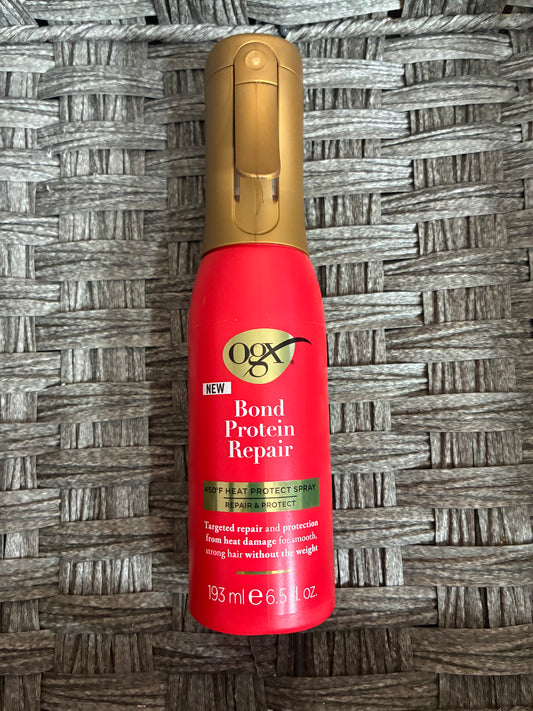 ogx
NEW
Bond
Protein
Repair
450°F HEAT PROTECT SPRAY
REPAIR & PROTECT
Targeted repair and protection
from heat damage for smooth,
strong hair without the weight
193 ml e 6.5 fl. oz.